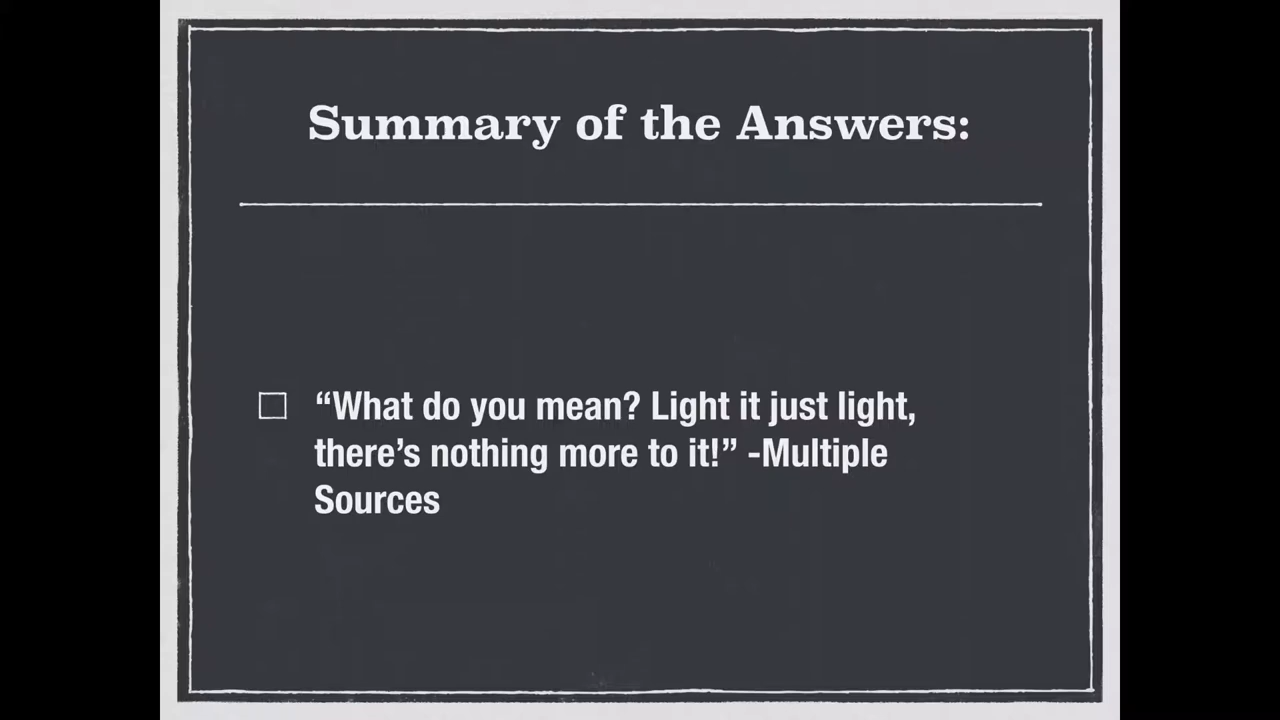 Summary of the Answers:
“What do you mean? Light it just light,
there’s nothing more to it!” -Multiple
Sources